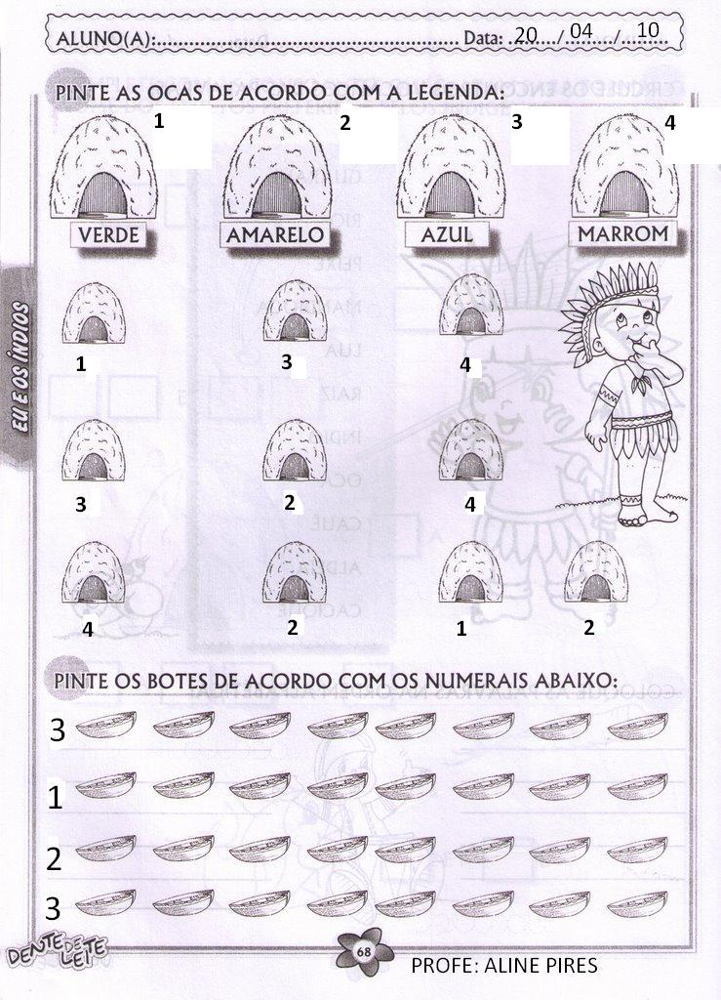 ALUNO(A):................................................ Data: .20..../.04..../...10......
PINTE AS OCAS DE ACORDO COM A LEGENDA:
1 2 3 4
VERDE AMARELO AZUL MARROM
EU E OS ÍNDIOS
1 3 4
3 2 4
4 2 1 2
PINTE OS BOTES DE ACORDO COM OS NUMERAIS ABAIXO:
3
1
2
3
DENTE DE LEITE
68
PROFE: ALINE PIRES